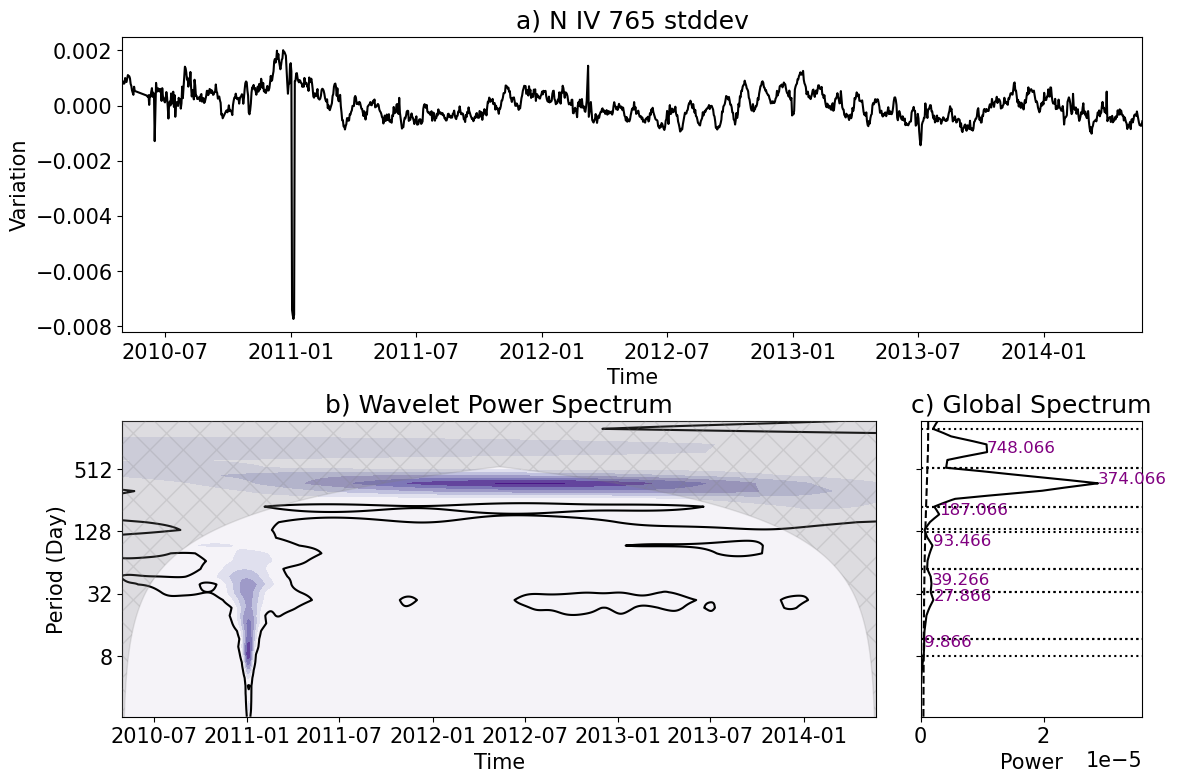 a) N IV 765 stddev
0.002
0.000
−0.002
−0.004
−0.006
−0.008
Variation
2010-07 2011-01 2011-07 2012-01 2012-07 2013-01 2013-07 2014-01
Time
b) Wavelet Power Spectrum
512
128
32
8
Period (Day)
2010-07 2011-01 2011-07 2012-01 2012-07 2013-01 2013-07 2014-01
Time
c) Global Spectrum
748.066
374.066
187.066
93.466
39.266
27.866
9.866
0 2
Power 1e−5